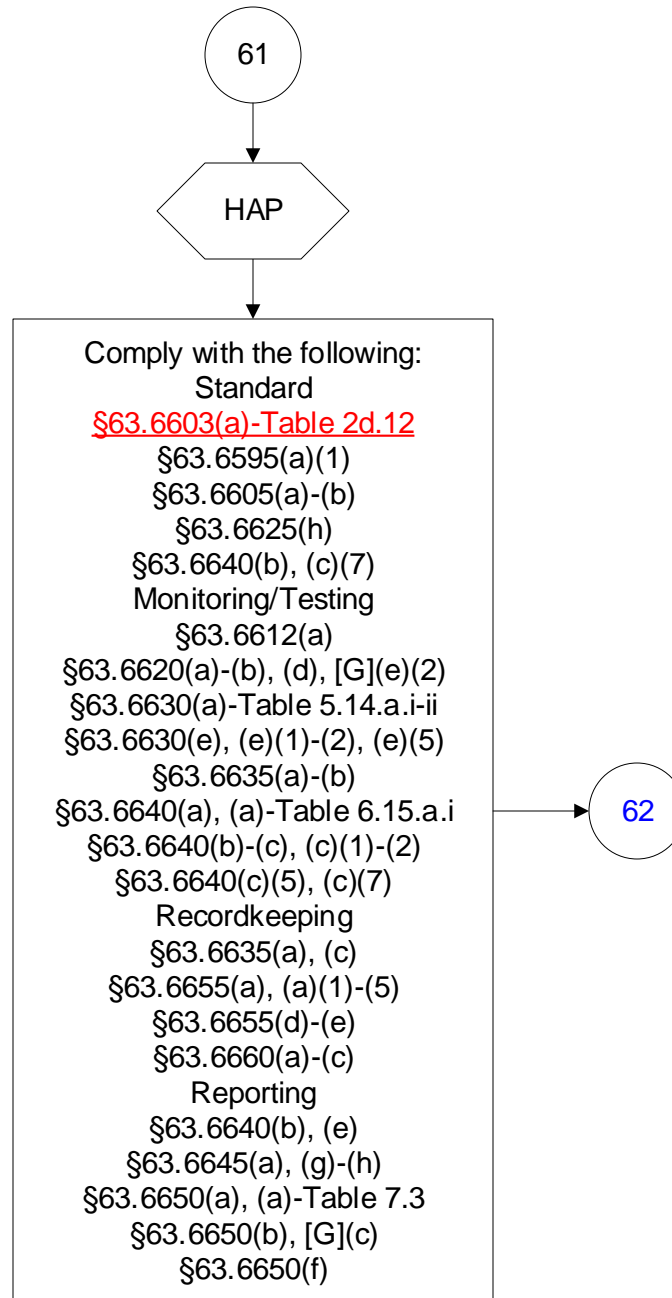 61
HAP
Comply with the following:
Standard
§63.6603(a)-Table 2d.12
§63.6595(a)(1)
§63.6605(a)-(b)
§63.6625(h)
§63.6640(b), (c)(7)
Monitoring/Testing
§63.6612(a)
§63.6620(a)-(b), (d), [G](e)(2)
§63.6630(a)-Table 5.14.a.i-ii
§63.6630(e), (e)(1)-(2), (e)(5)
§63.6635(a)-(b)
§63.6640(a), (a)-Table 6.15.a.i
§63.6640(b)-(c), (c)(1)-(2)
§63.6640(c)(5), (c)(7)
Recordkeeping
§63.6635(a), (c)
§63.6655(a), (a)(1)-(5)
§63.6655(d)-(e)
§63.6660(a)-(c)
Reporting
§63.6640(b), (e)
§63.6645(a), (g)-(h)
§63.6650(a), (a)-Table 7.3
§63.6650(b), [G](c)
§63.6650(f)
62